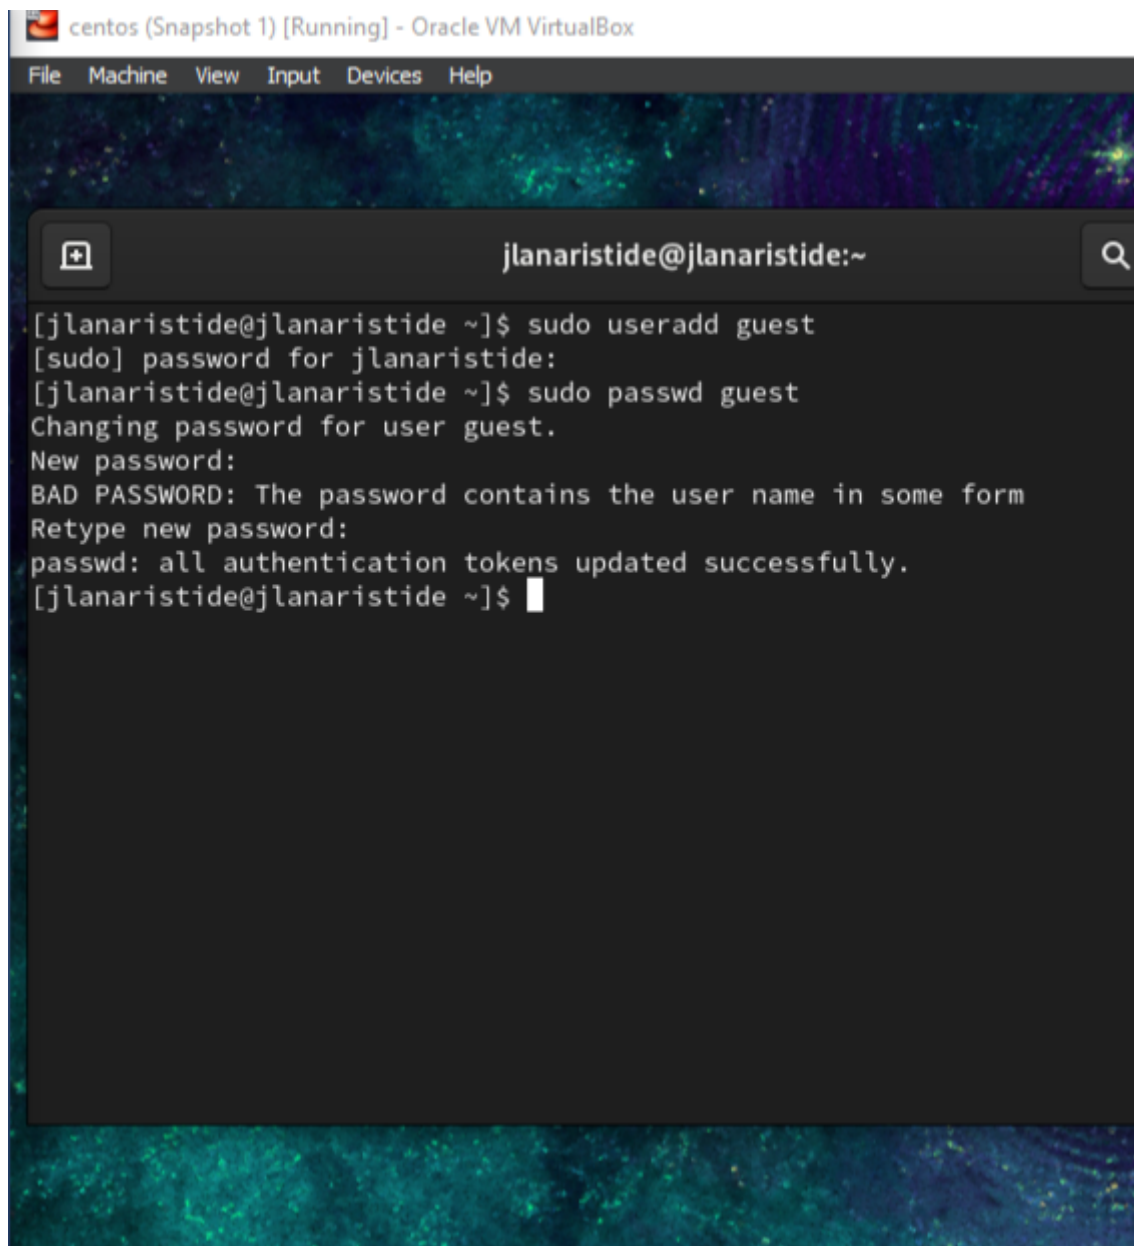 centos (Snapshot 1) [Running] - Oracle VM VirtualBox
File Machine View Input Devices Help
jlanaristide@jlanaristide:~
[jlanaristide@jlanaristide ~]$ sudo useradd guest
[sudo] password for jlanaristide:
[jlanaristide@jlanaristide ~]$ sudo passwd guest
Changing password for user guest.
New password:
BAD PASSWORD: The password contains the user name in some form
Retype new password:
passwd: all authentication tokens updated successfully.
[jlanaristide@jlanaristide ~]$